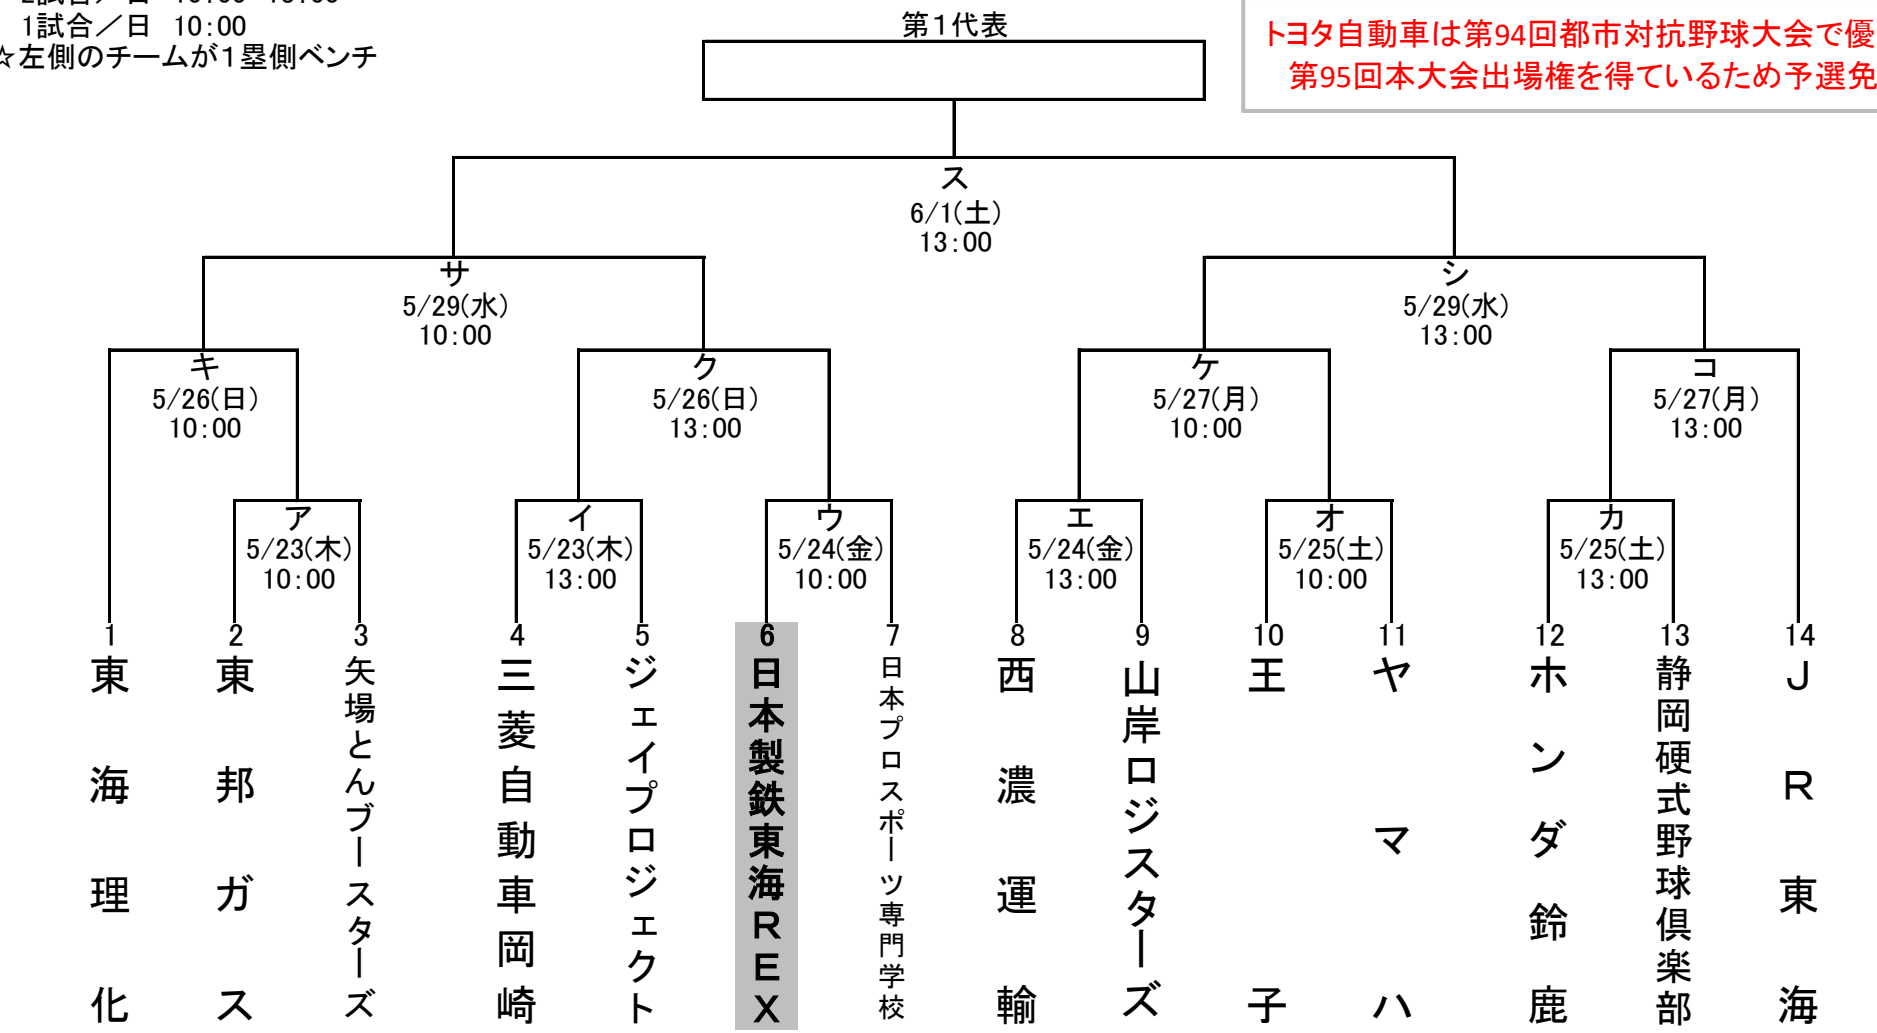 1試合／日 10:00
☆左側のチームが１塁側ベンチ
第１代表
トヨタ自動車は第94回都市対抗野球大会で優
第95回本大会出場権を得ているため予選免
ス
6/1(土)
13:00
サ
5/29(水)
10:00
シ
5/29(水)
13:00
キ
5/26(日)
10:00
ク
5/26(日)
13:00
ケ
5/27(月)
10:00
コ
5/27(月)
13:00
ア
5/23(木)
10:00
イ
5/23(木)
13:00
ウ
5/24(金)
10:00
エ
5/24(金)
13:00
オ
5/25(土)
10:00
カ
5/25(土)
13:00
1
東海理化
2
東邦ガス
3
矢場とんブースターズ
4
三菱自動車岡崎
5
ジェイプロジェクト
6
日本製鉄東海ＲＥＸ
7
日本プロスポーツ専門学校
8
西濃運輸
9
山岸ロジスターズ
10
王子
11
ヤマハ
12
ホンダ鈴鹿
13
静岡硬式野球倶楽部
14
ＪＲ東海